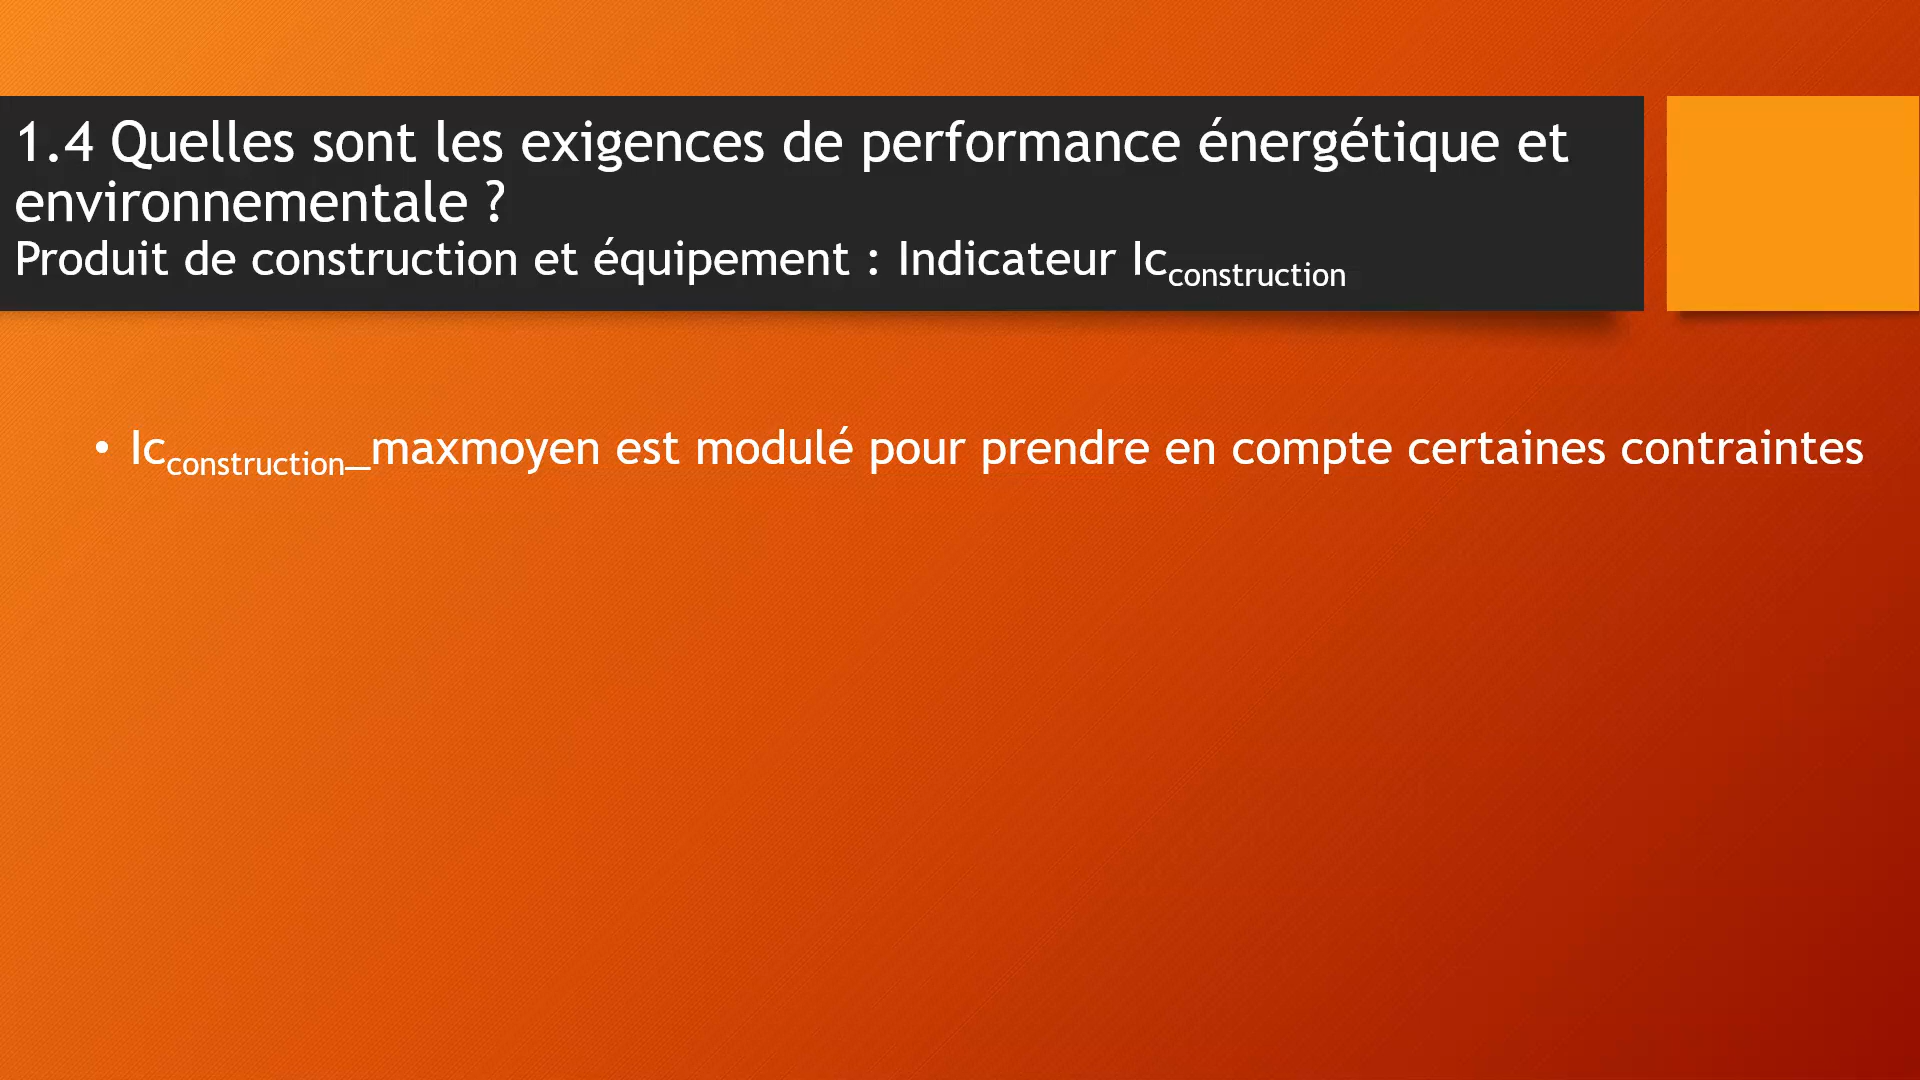 1.4 Quelles sont les exigences de performance énergétique et
environnementale ?
Produit de construction et équipement : Indicateur Icconstruction
• Icconstruction_maxmoyen est modulé pour prendre en compte certaines contraintes